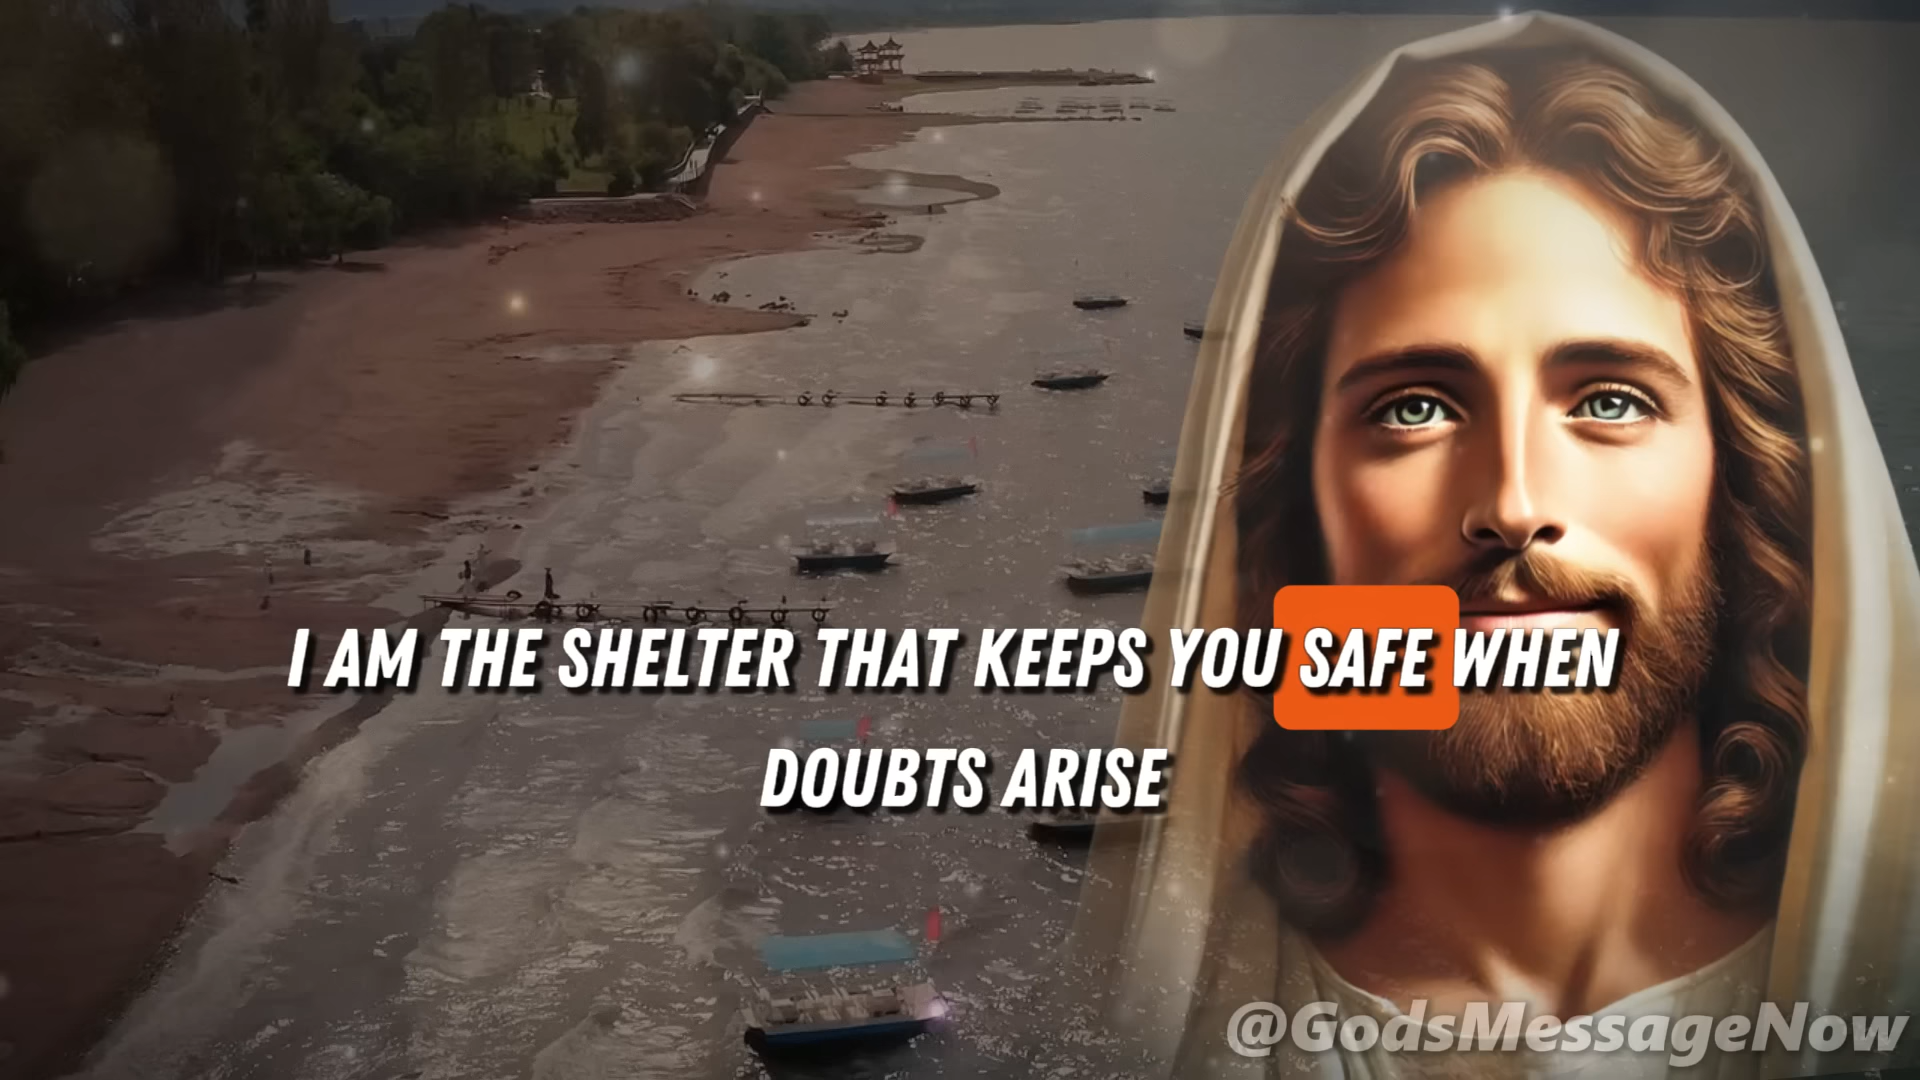 I AM THE SHELTER THAT KEEPS YOU SAFE WHEN
DOUBTS ARISE
@GodsMessageNow